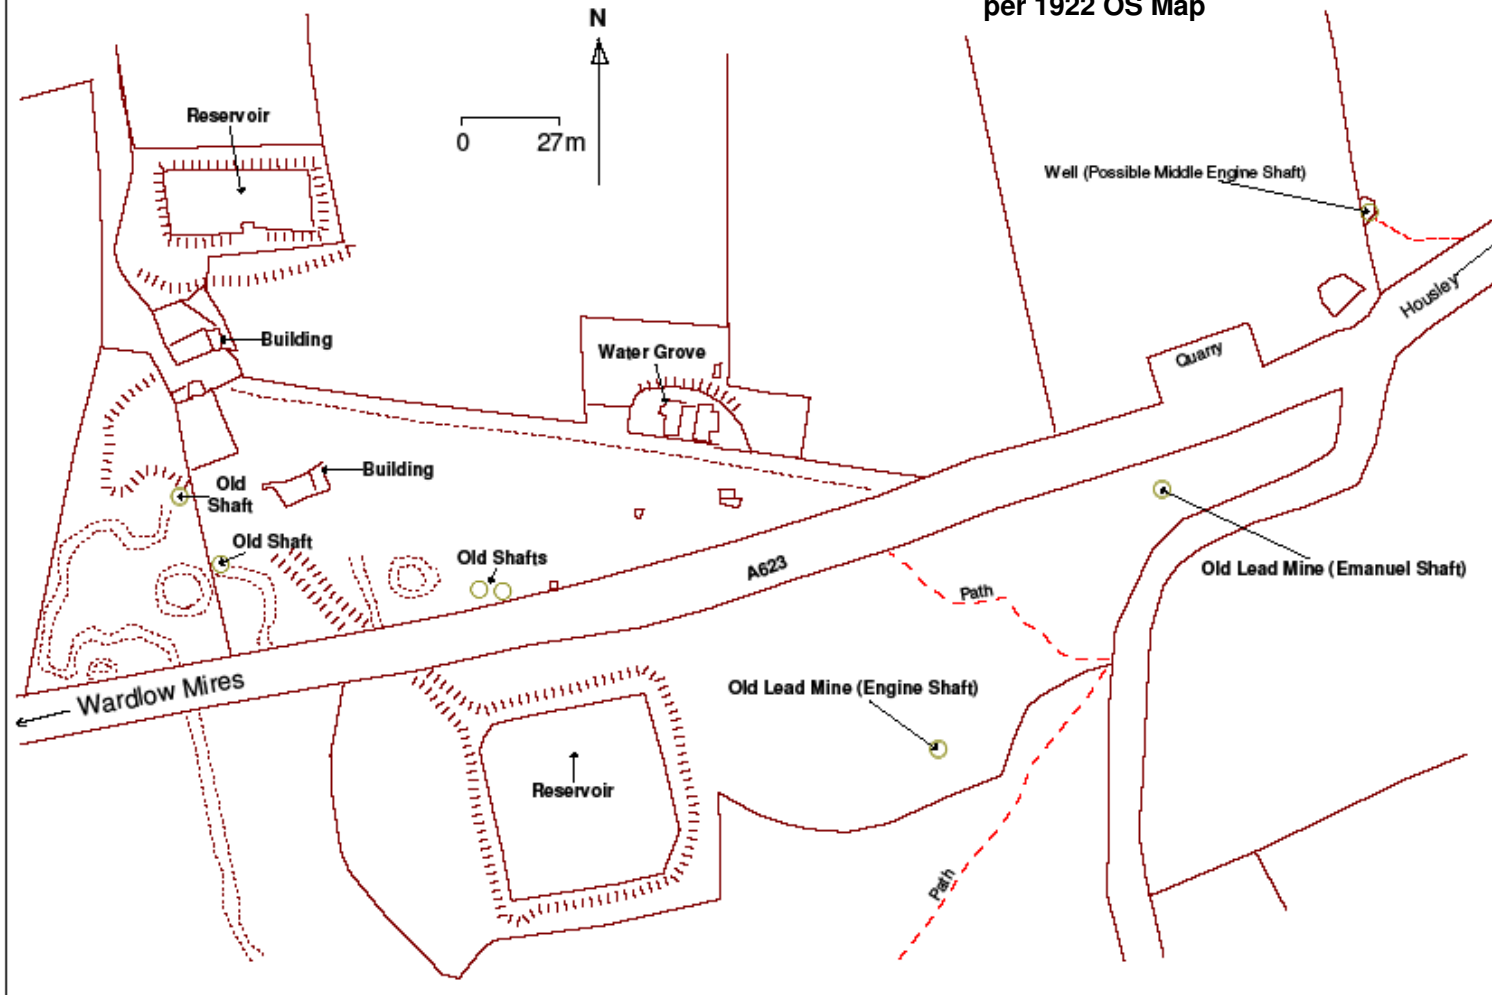 per 1922 OS Map
N
Reservoir
0 27m
Well (Possible Middle Engine Shaft)
Housley
Building
Water Grove
Quarry
Building
Old
Shaft
Old Shaft
Old Shafts
A623
Old Lead Mine (Emanuel Shaft)
Path
Wardlow Mires
Old Lead Mine (Engine Shaft)
Reservoir
Path